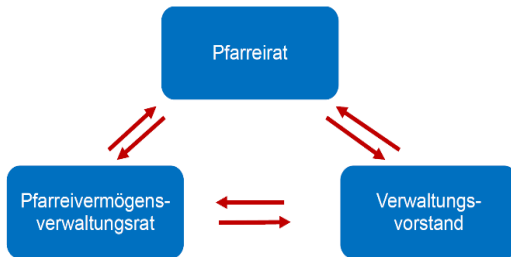 Pfarreirat
Pfarreivermögens-
verwaltungsrat
Verwaltungs-
vorstand